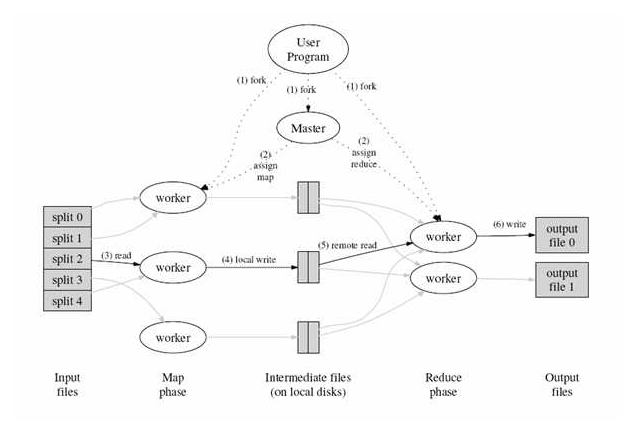 User
Program
(1) fork
(1) fork
(1) fork
Master
(2)
assign
map
(2)
assign
reduce
worker
split 0
split 1
split 2
split 3
split 4
(3) read
worker
(4) local write
(5) remote read
worker
(6) write
output
file 0
worker
output
file 1
worker
Input
files
Map
phase
Intermediate files
(on local disks)
Reduce
phase
Output
files